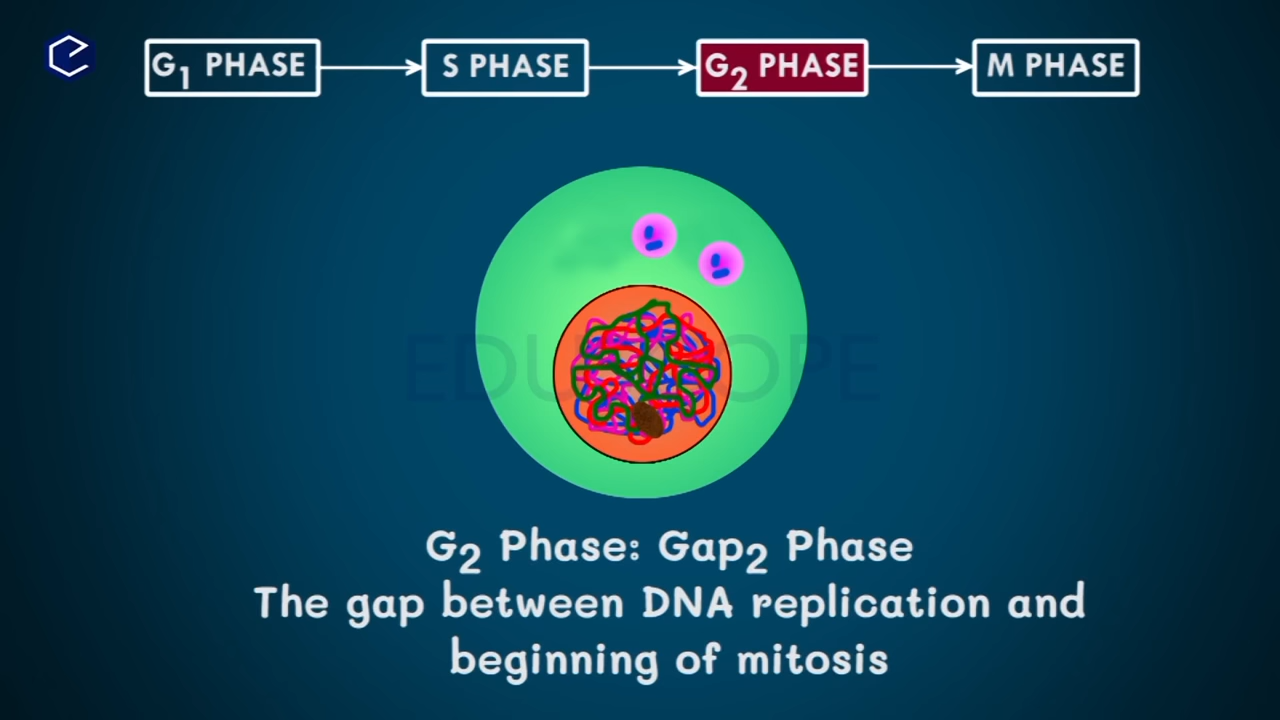 G₁ PHASE S PHASE G₂ PHASE M PHASE
G₂ Phase: Gap₂ Phase
The gap between DNA replication and
beginning of mitosis